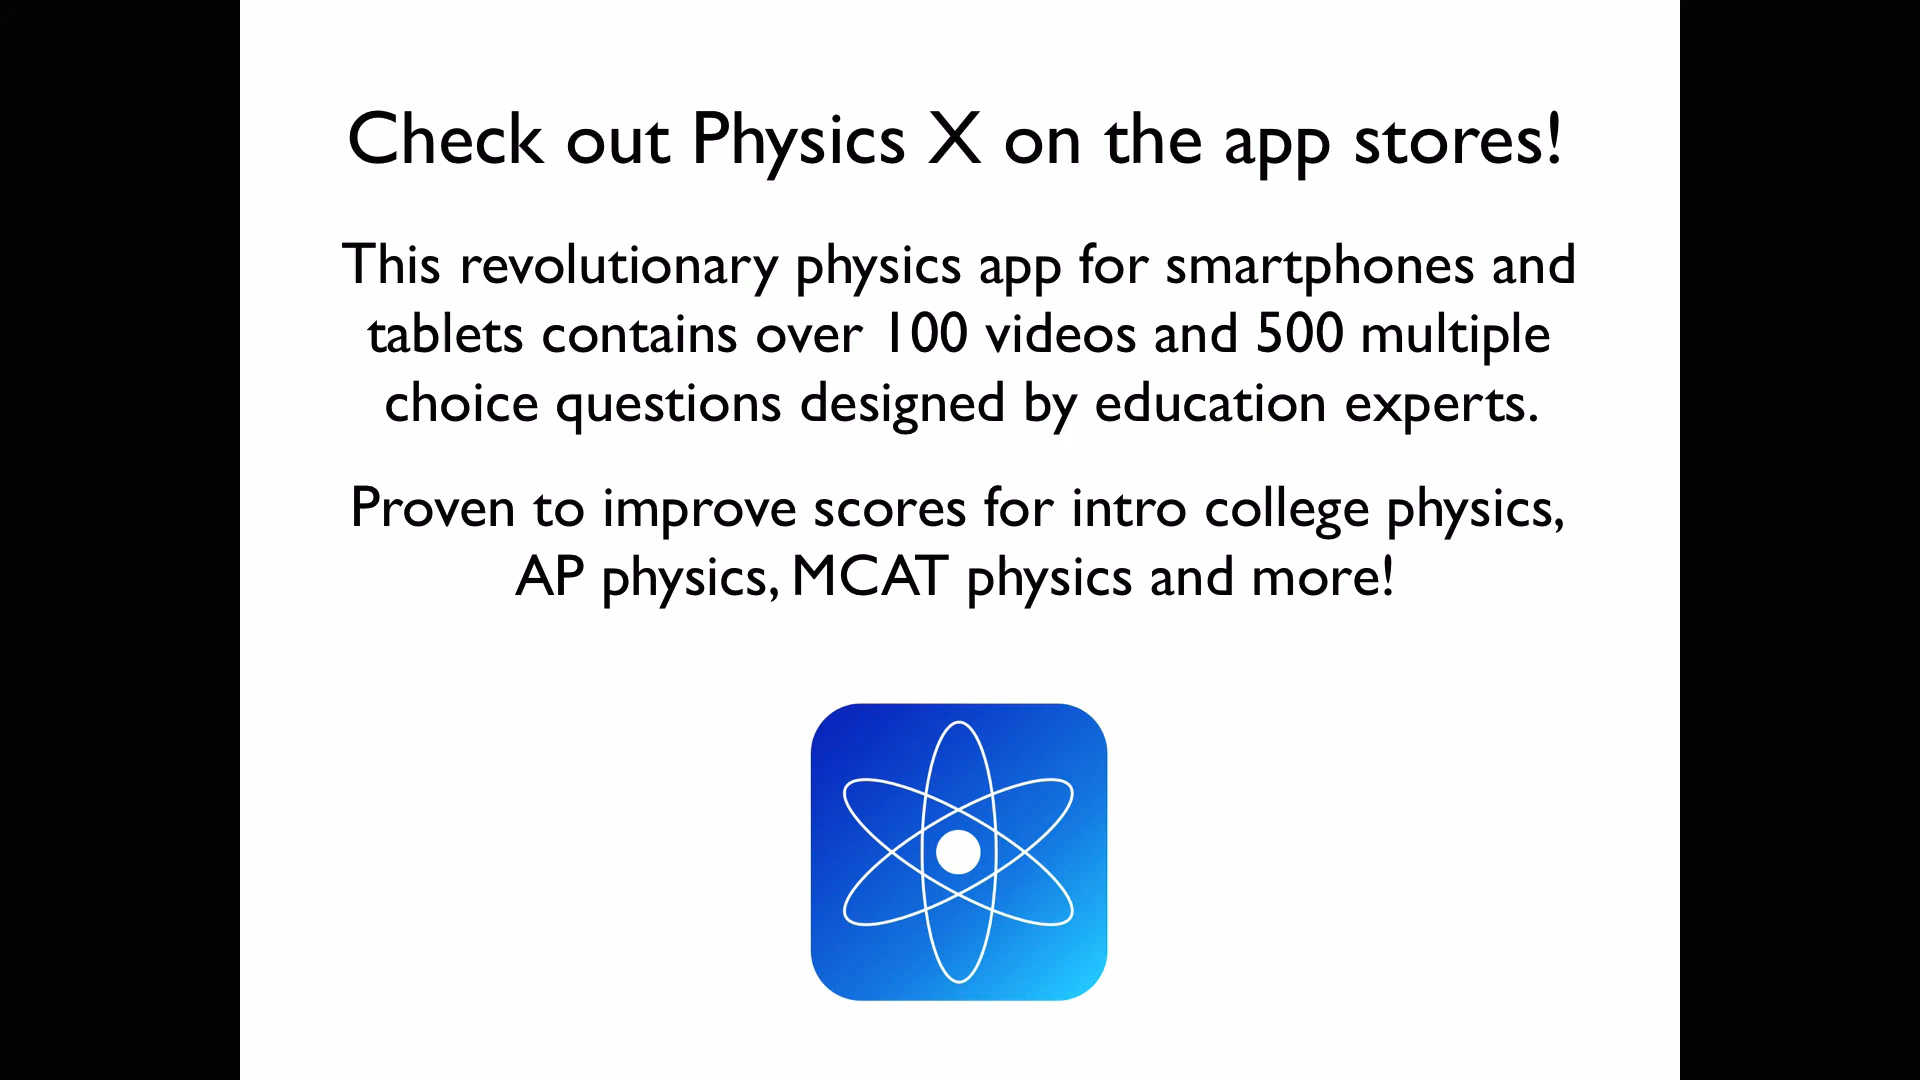 Check out Physics X on the app stores!
This revolutionary physics app for smartphones and
tablets contains over 100 videos and 500 multiple
choice questions designed by education experts.
Proven to improve scores for intro college physics,
AP physics, MCAT physics and more!